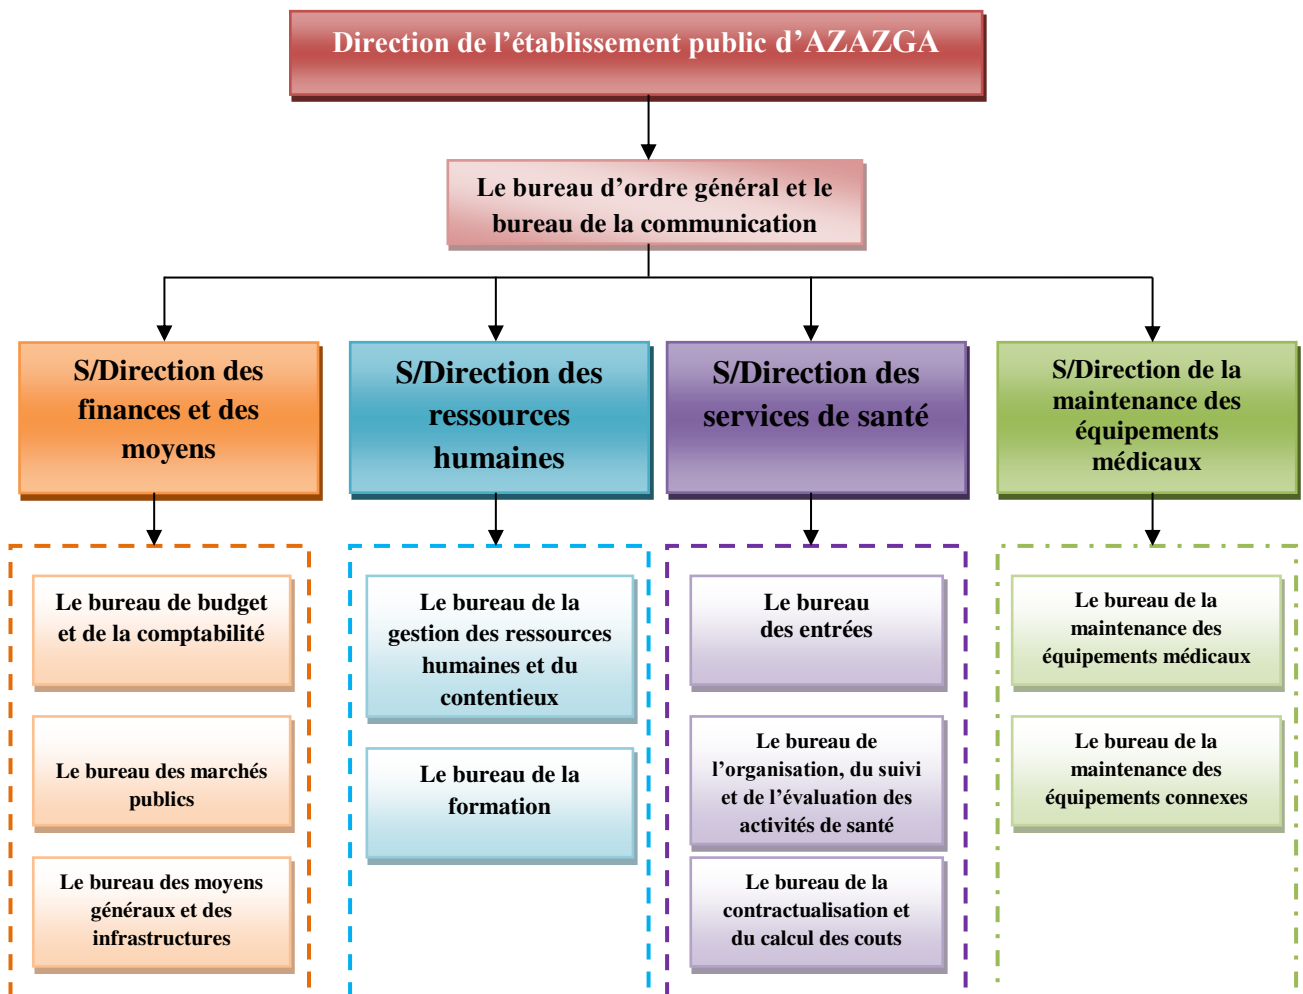 Direction de l’établissement public d’AZAZGA
Le bureau d’ordre général et le
bureau de la communication
S/Direction des
finances et des
moyens
S/Direction des
ressources
humaines
S/Direction des
services de santé
S/Direction de la
maintenance des
équipements
médicaux
Le bureau de budget
et de la comptabilité
Le bureau des marchés
publics
Le bureau des moyens
généraux et des
infrastructures
Le bureau de la
gestion des ressources
humaines et du
contentieux
Le bureau de la
formation
Le bureau
des entrées
Le bureau de
l’organisation, du suivi
et de l’évaluation des
activités de santé
Le bureau de la
contractualisation et
du calcul des couts
Le bureau de la
maintenance des
équipements médicaux
Le bureau de la
maintenance des
équipements connexes